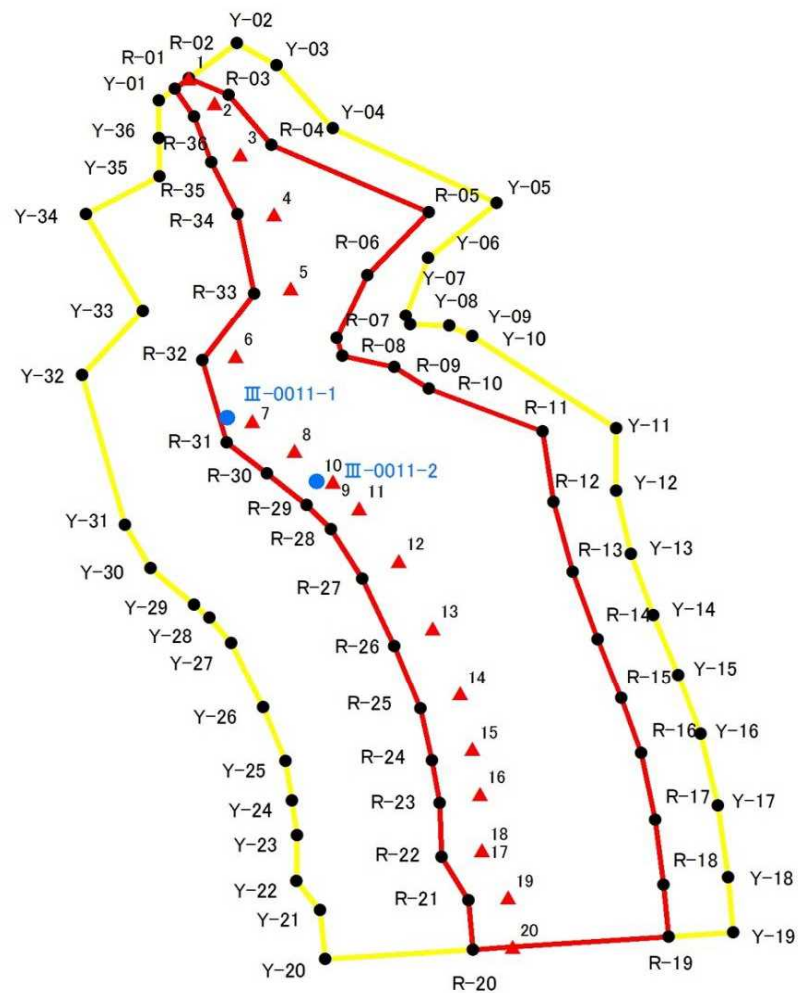 Y-02
R-02
R-01
Y-03
1
Y-01
R-03
2
Y-04
Y-36
R-36
R-04
3
Y-35
R-35
Y-05
R-05
Y-34
R-34
4
R-06
Y-06
Y-07
5
R-33
Y-33
Y-08
Y-09
R-07
Y-10
6
R-08
R-32
R-09
Y-32
R-10
Ⅲ-0011-1
7
R-11
Y-11
R-31
8
R-30
10
Ⅲ-0011-2
9
11
Y-12
R-12
R-29
Y-31
R-28
12
R-13
Y-13
Y-30
R-27
Y-29
13
R-14
Y-14
Y-28
R-26
Y-27
14
R-15
Y-15
R-25
Y-26
15
R-16
Y-16
R-24
Y-25
16
R-23
Y-24
R-17
Y-17
18
Y-23
17
R-22
R-18
Y-18
Y-22
R-21
19
Y-21
Y-19
20
R-19
Y-20
R-20